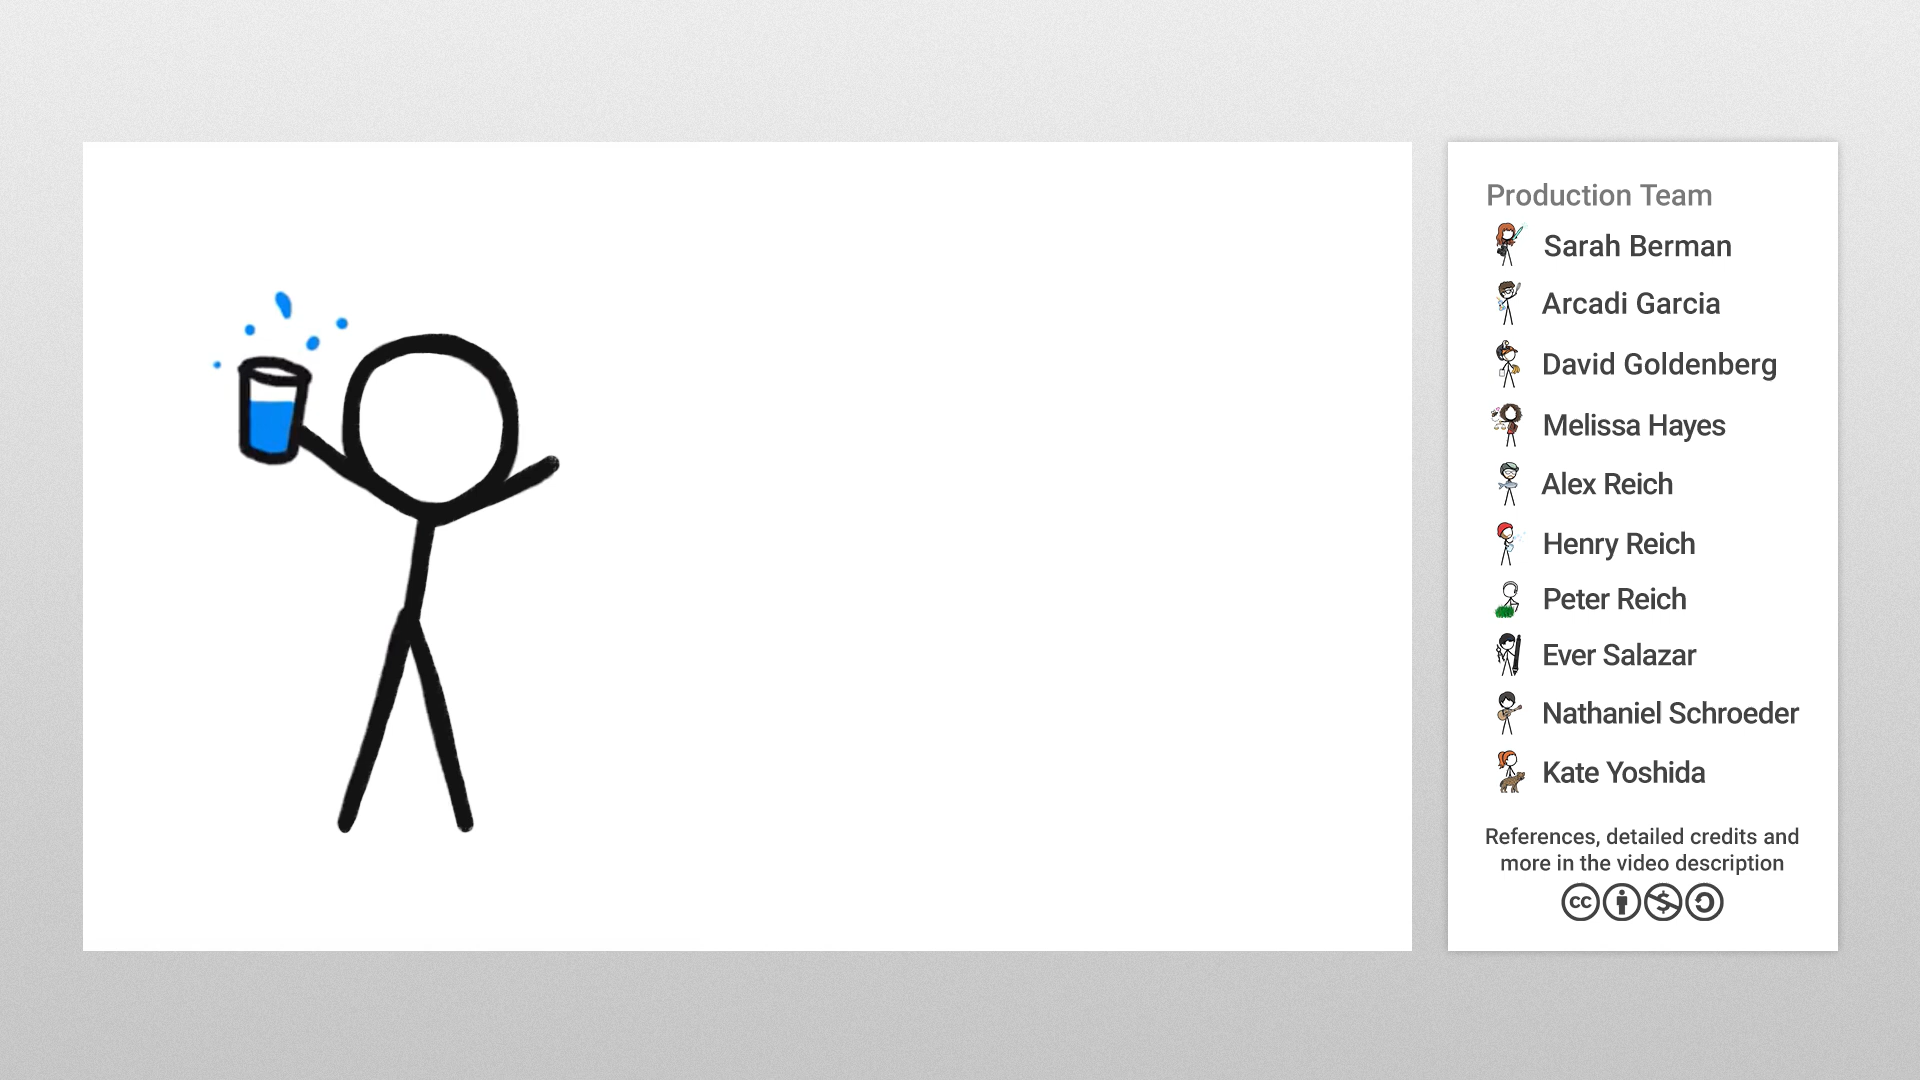 Production Team
Sarah Berman
Arcadi Garcia
David Goldenberg
Melissa Hayes
Alex Reich
Henry Reich
Peter Reich
Ever Salazar
Nathaniel Schroeder
Kate Yoshida
References, detailed credits and
more in the video description
cc